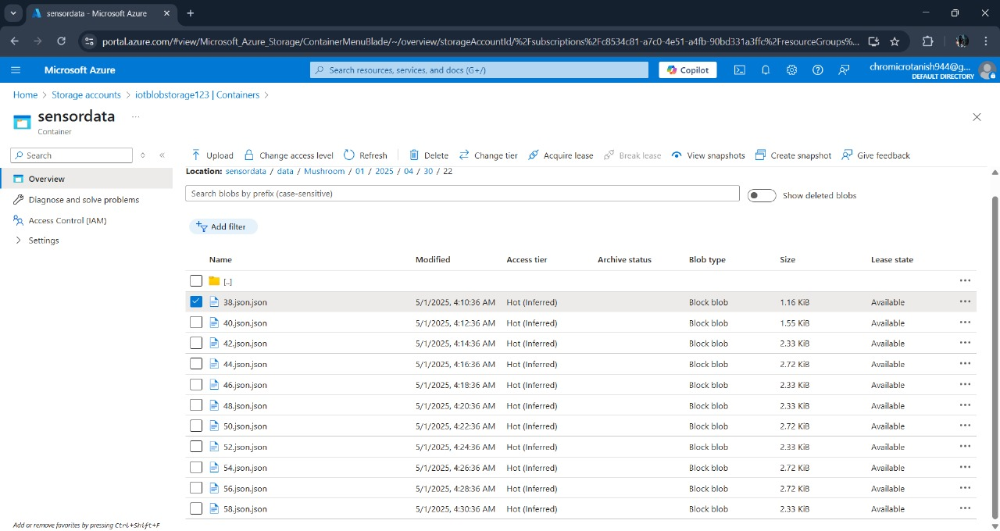 sensordata - Microsoft Azure
portal.azure.com/#view/Microsoft_Azure_Storage/ContainerMenuBlade/~/overview/storageAccountId/%2Fsubscriptions%2Fc8534c81-a7c0-4e51-a4fb-90bd331a3ffc%2FresourceGroups%...
Microsoft Azure
Search resources, services, and docs (G+/)
Copilot
chromicrotanish944@g...
DEFAULT DIRECTORY
Home > Storage accounts > iotblobstorage123 | Containers >
sensordata ...
Container
Search
Upload Change access level Refresh Delete Change tier Acquire lease Break lease View snapshots Create snapshot Give feedback
Overview
Diagnose and solve problems
Access Control (IAM)
Settings
Location: sensordata / data / Mushroom / 01 / 2025 / 04 / 30 / 22
Search blobs by prefix (case-sensitive)
Show deleted blobs
Add filter
Name Modified Access tier Archive status Blob type Size Lease state
[..]
38.json.json 5/1/2025, 4:10:36 AM Hot (Inferred) Block blob 1.16 KiB Available
40.json.json 5/1/2025, 4:12:36 AM Hot (Inferred) Block blob 1.55 KiB Available
42.json.json 5/1/2025, 4:14:36 AM Hot (Inferred) Block blob 2.33 KiB Available
44.json.json 5/1/2025, 4:16:36 AM Hot (Inferred) Block blob 2.72 KiB Available
46.json.json 5/1/2025, 4:18:36 AM Hot (Inferred) Block blob 2.33 KiB Available
48.json.json 5/1/2025, 4:20:36 AM Hot (Inferred) Block blob 2.33 KiB Available
50.json.json 5/1/2025, 4:22:36 AM Hot (Inferred) Block blob 2.72 KiB Available
52.json.json 5/1/2025, 4:24:36 AM Hot (Inferred) Block blob 2.33 KiB Available
54.json.json 5/1/2025, 4:26:36 AM Hot (Inferred) Block blob 2.72 KiB Available
56.json.json 5/1/2025, 4:28:36 AM Hot (Inferred) Block blob 2.72 KiB Available
58.json.json 5/1/2025, 4:30:36 AM Hot (Inferred) Block blob 2.33 KiB Available
Add or remove favorites by pressing Ctrl+Shift+F